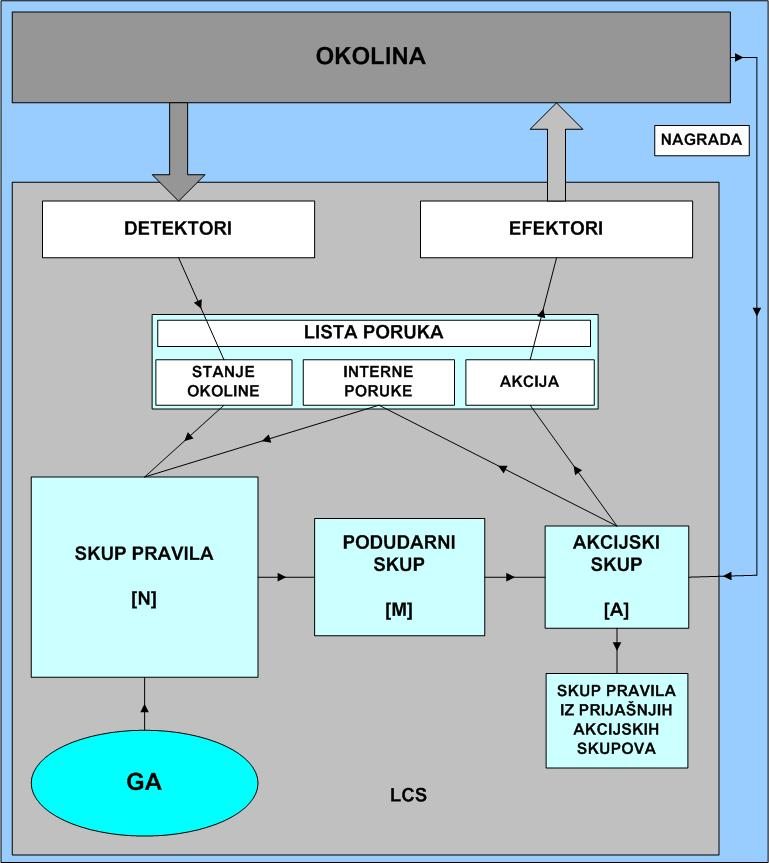 OKOLINA
NAGRADA
DETEKTORI
EFEKTORI
LISTA PORUKA
STANJE
OKOLINE
INTERNE
PORUKE
AKCIJA
SKUP PRAVILA
[N]
PODUDARNI
SKUP
[M]
AKCIJSKI
SKUP
[A]
SKUP PRAVILA
IZ PRIJAŠNJIH
AKCIJSKIH
SKUPOVA
GA
LCS